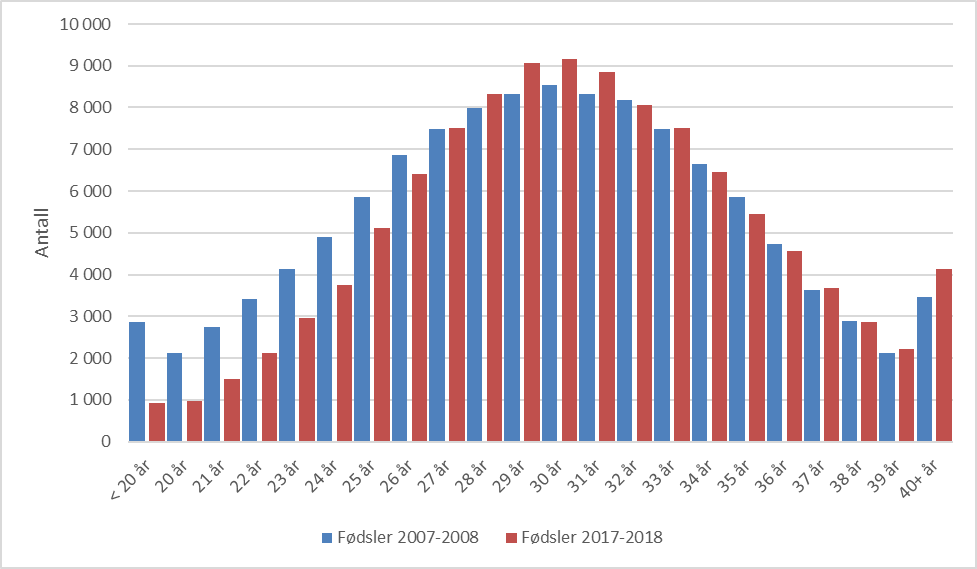 Antall
10 000
9 000
8 000
7 000
6 000
5 000
4 000
3 000
2 000
1 000
0
< 20 år
20 år
21 år
22 år
23 år
24 år
25 år
26 år
27 år
28 år
29 år
30 år
31 år
32 år
33 år
34 år
35 år
36 år
37 år
38 år
39 år
40+ år
Fødsler 2007-2008
Fødsler 2017-2018